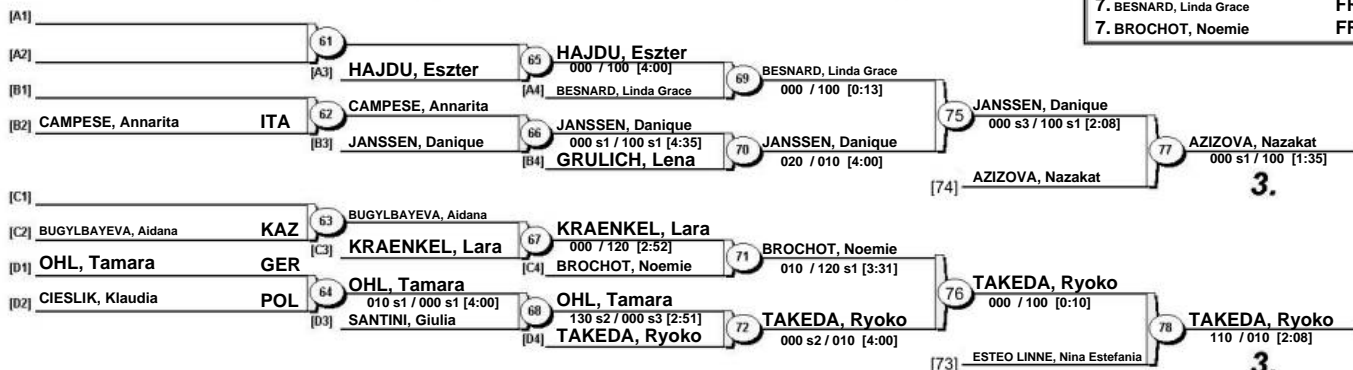 7. BESNARD, Linda Grace FR
7. BROCHOT, Noemie FR
[A1]
[A2]
61
[A3] HAJDU, Eszter
65
HAJDU, Eszter
000 / 100 [4:00]
[A4] BESNARD, Linda Grace
69
BESNARD, Linda Grace
000 / 100 [0:13]
[B1]
[B2] CAMPESE, Annarita ITA
62
CAMPESE, Annarita
[B3] JANSSEN, Danique
66
JANSSEN, Danique
000 s1 / 100 s1 [4:35]
[B4] GRULICH, Lena
70
JANSSEN, Danique
020 / 010 [4:00]
75
JANSSEN, Danique
000 s3 / 100 s1 [2:08]
[74] AZIZOVA, Nazakat
77
AZIZOVA, Nazakat
000 s1 / 100 [1:35]
3.
[C1]
[C2] BUGYLBAYEVA, Aidana KAZ
63
BUGYLBAYEVA, Aidana
[C3] KRAENKEL, Lara
67
KRAENKEL, Lara
000 / 120 [2:52]
[C4] BROCHOT, Noemie
71
BROCHOT, Noemie
010 / 120 s1 [3:31]
[D1] OHL, Tamara GER
[D2] CIESLIK, Klaudia POL
64
OHL, Tamara
010 s1 / 000 s1 [4:00]
[D3] SANTINI, Giulia
68
OHL, Tamara
130 s2 / 000 s3 [2:51]
[D4] TAKEDA, Ryoko
72
TAKEDA, Ryoko
000 s2 / 010 [4:00]
76
TAKEDA, Ryoko
000 / 100 [0:10]
[73] ESTEO LINNE, Nina Estefania
78
TAKEDA, Ryoko
110 / 010 [2:08]
3.